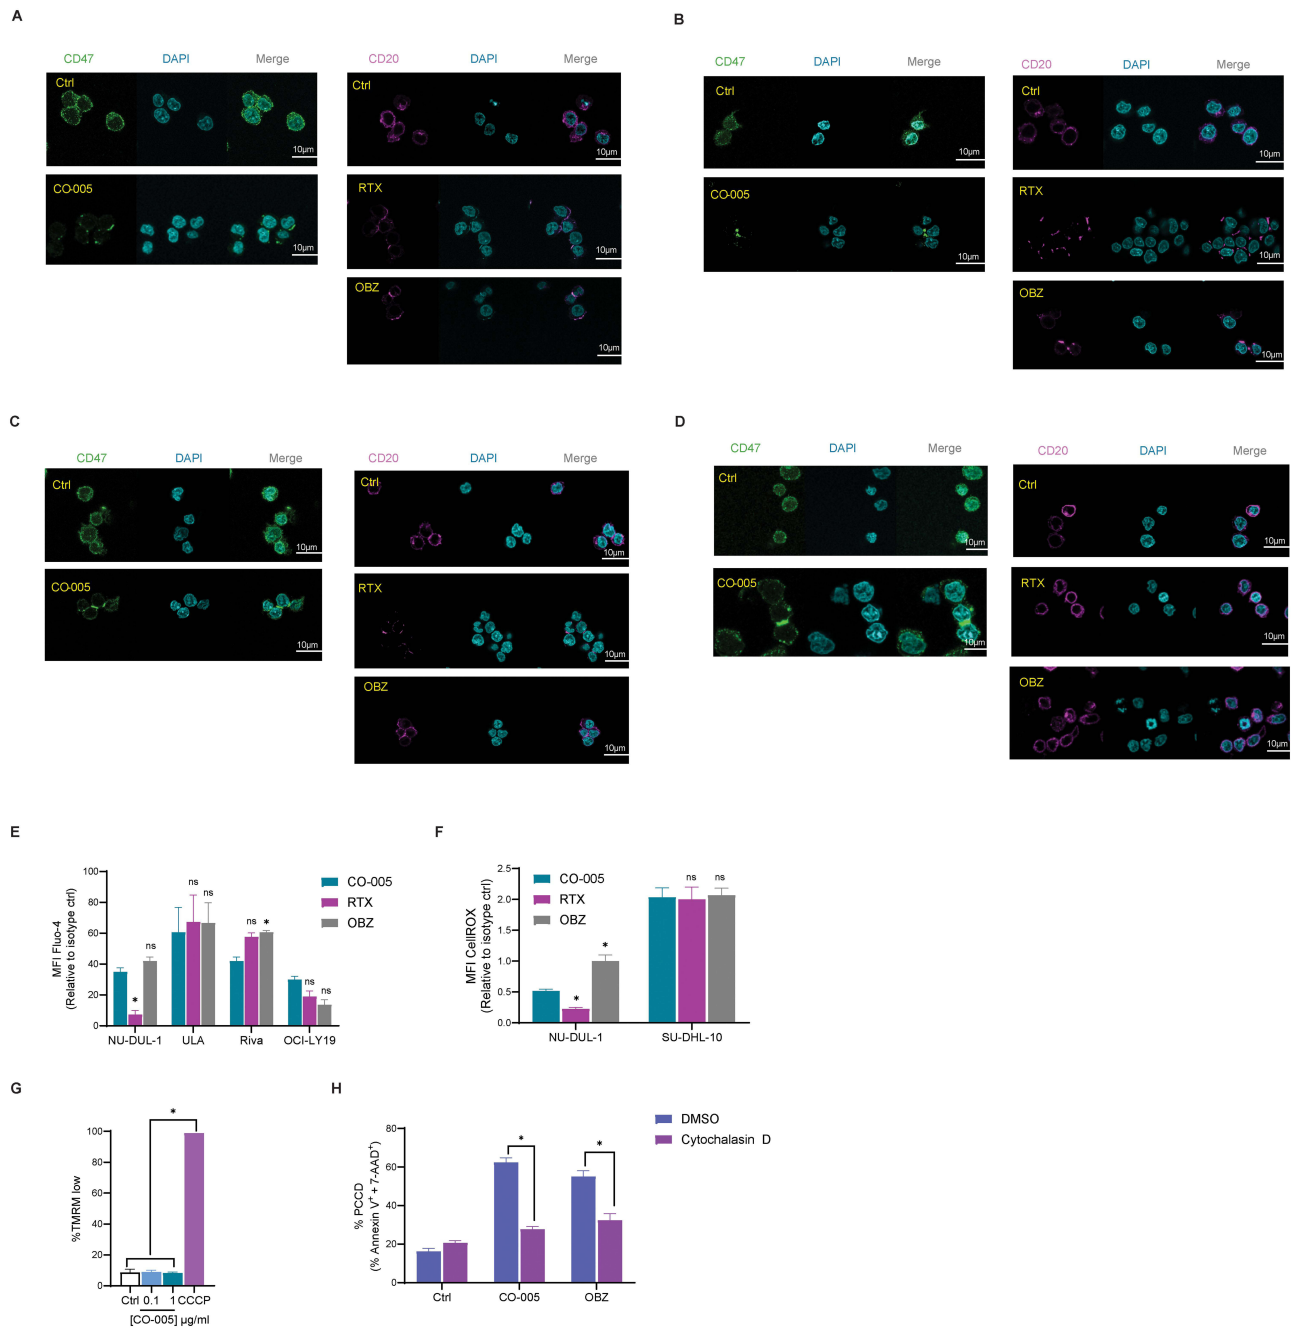 A
CD47 DAPI Merge
Ctrl
10µm
CO-005
10µm
CD20 DAPI Merge
Ctrl
10µm
RTX
10µm
OBZ
10µm
B
CD47 DAPI Merge
Ctrl
10µm
CO-005
10µm
CD20 DAPI Merge
Ctrl
10µm
RTX
10µm
OBZ
10µm
C
CD47 DAPI Merge
Ctrl
10µm
CO-005
10µm
CD20 DAPI Merge
Ctrl
10µm
RTX
10µm
OBZ
10µm
D
CD47 DAPI Merge
Ctrl
10µm
CO-005
10µm
CD20 DAPI Merge
Ctrl
10µm
RTX
10µm
OBZ
10µm
E
MFI Fluo-4
(Relative to isotype ctrl)
100
80
60
40
20
0
* ns
ns ns
ns *
ns ns
NU-DUL-1 ULA Riva OCI-LY19
CO-005
RTX
OBZ
F
MFI CellROX
(Relative to isotype ctrl)
2.5
2.0
1.5
1.0
0.5
0.0
CO-005
RTX
OBZ
* *
ns ns
NU-DUL-1 SU-DHL-10
G
%TMRM low
100
80
60
40
20
0
*
Ctrl 0.1 1 CCCP
[CO-005] µg/ml
H
% PCCD
(% Annexin V+ + 7-AAD+)
80
60
40
20
0
* *
Ctrl CO-005 OBZ
DMSO
Cytochalasin D